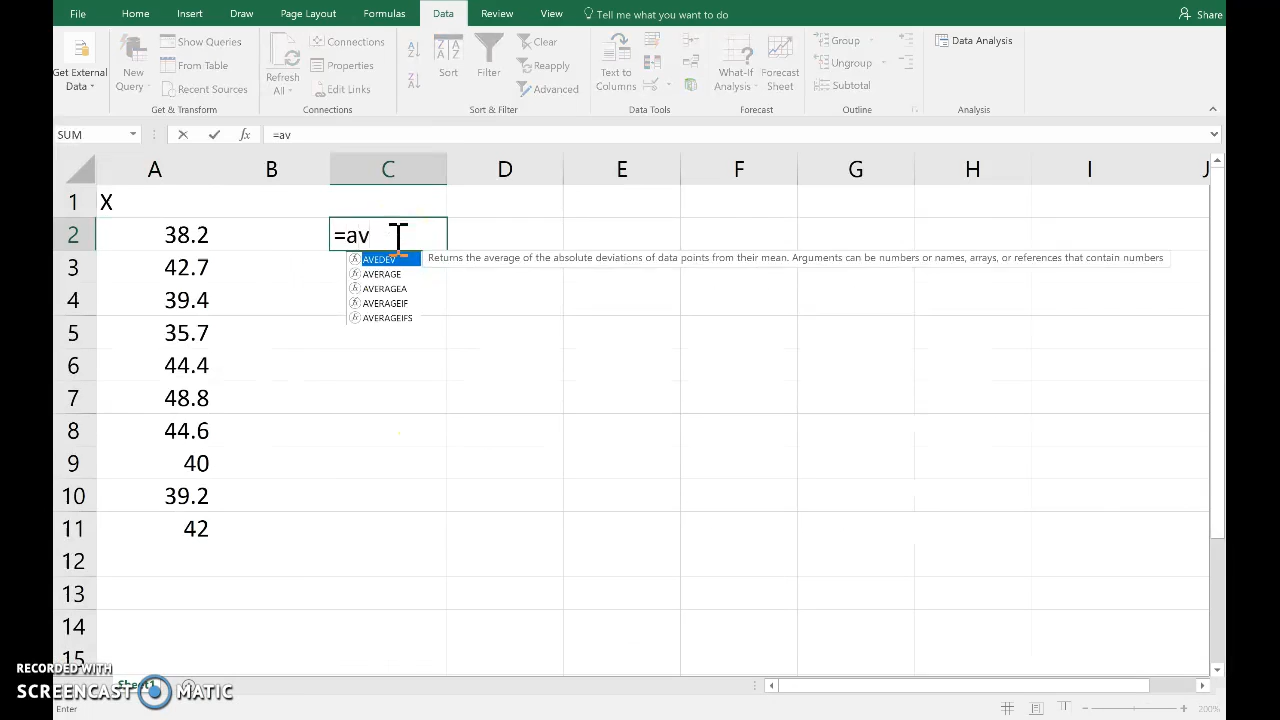 File Home Insert Draw Page Layout Formulas Data Review View Tell me what you want to do Share
Get External Data
New Query
Show Queries
From Table
Recent Sources
Get & Transform
Refresh All
Connections
Properties
Edit Links
Connections
Sort
Filter
Clear
Reapply
Advanced
Sort & Filter
Text to Columns
Data Tools
What-If Analysis
Forecast Sheet
Forecast
Group
Ungroup
Subtotal
Outline
Data Analysis
Analysis
SUM fx =av
A B C D E F G H I J
1 X
2 38.2 =av
AVEDEV Returns the average of the absolute deviations of data points from their mean. Arguments can be numbers or names, arrays, or references that contain numbers
AVERAGE
AVERAGEA
AVERAGEIF
AVERAGEIFS
3 42.7
4 39.4
5 35.7
6 44.4
7 48.8
8 44.6
9 40
10 39.2
11 42
12
13
14
15
Sheet1
RECORDED WITH
SCREENCAST MATIC
Enter 200%